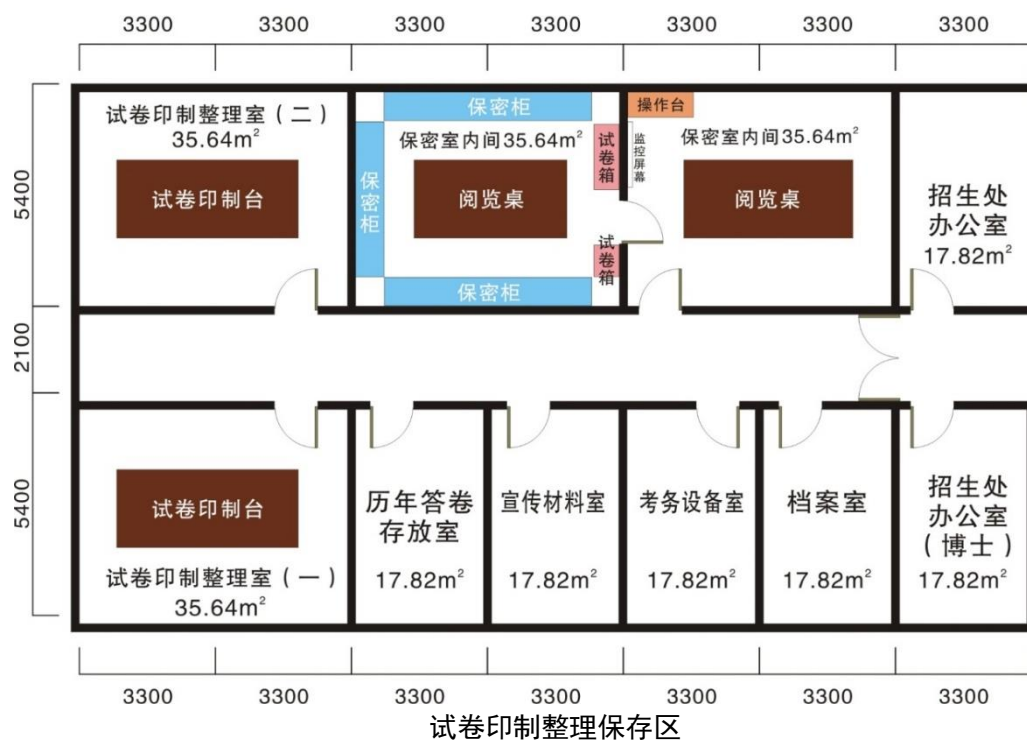 3300 3300 3300 3300 3300 3300 3300
5400
2100
5400
试卷印制整理室（二）
35.64m²
试卷印制台
保密柜
保密柜
保密柜
保密室内间35.64m²
阅览桌
试卷箱
试卷箱
操作台
监控屏幕
保密室内间35.64m²
阅览桌
招生处
办公室
17.82m²
试卷印制台
试卷印制整理室（一）
35.64m²
历年答卷
存放室
17.82m²
宣传材料室
17.82m²
考务设备室
17.82m²
档案室
17.82m²
招生处
办公室
（博士）
17.82m²
3300 3300 3300 3300 3300 3300 3300
试卷印制整理保存区